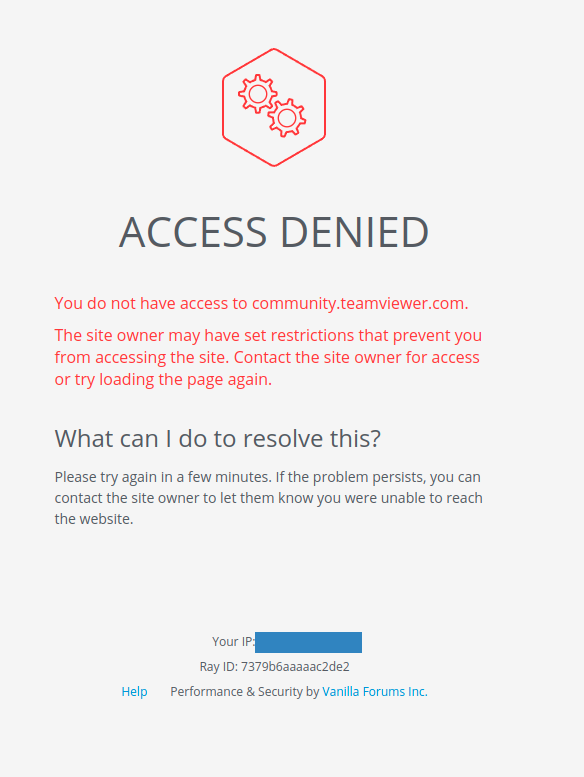 ACCESS DENIED
You do not have access to community.teamviewer.com.
The site owner may have set restrictions that prevent you
from accessing the site. Contact the site owner for access
or try loading the page again.
What can I do to resolve this?
Please try again in a few minutes. If the problem persists, you can
contact the site owner to let them know you were unable to reach
the website.
Your IP:
Ray ID: 7379b6aaaaac2de2
Help Performance & Security by Vanilla Forums Inc.